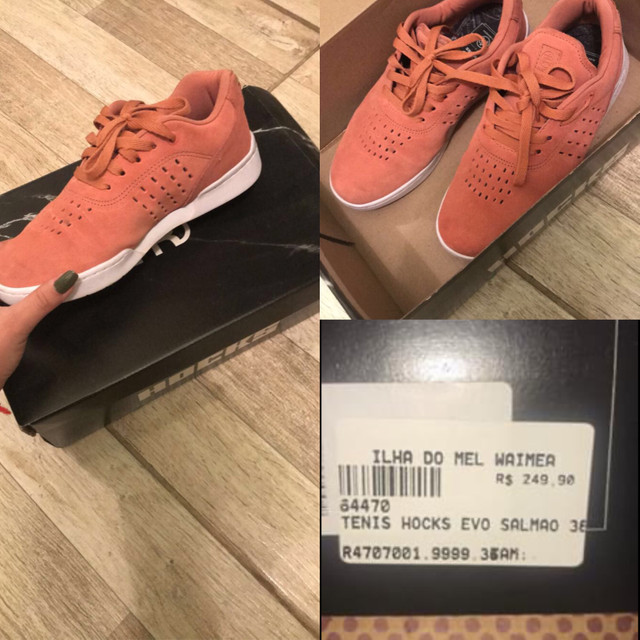 ILHA DO MEL WAIMEA
R$ 249,90
64470
TENIS HOCKS EVO SALMAO 36
R4707001.9999.36AM: